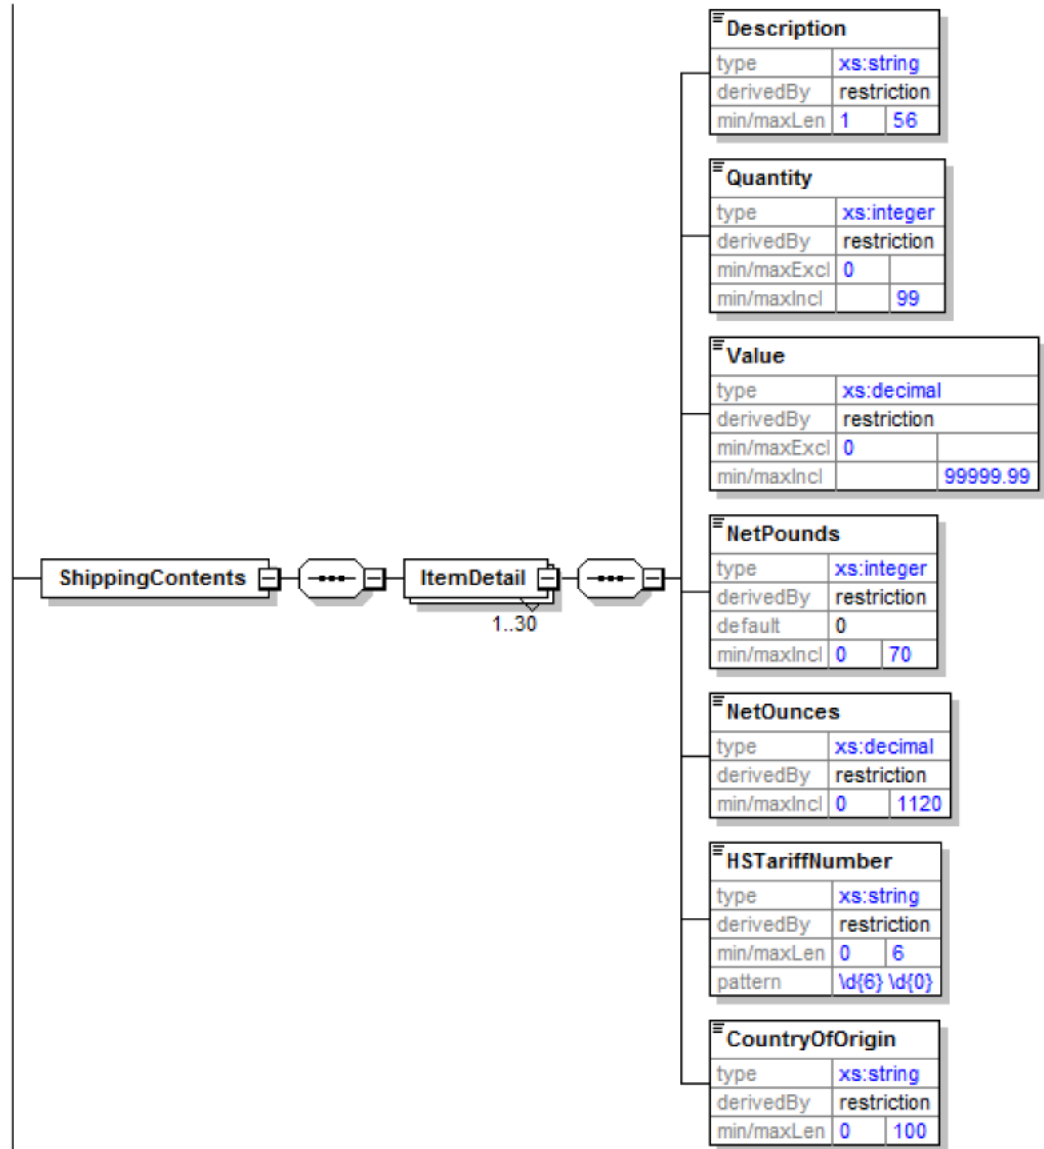 Description
type xs:string
derivedBy restriction
min/maxLen 1 56
Quantity
type xs:integer
derivedBy restriction
min/maxExcl 0
min/maxIncl 99
Value
type xs:decimal
derivedBy restriction
min/maxExcl 0
min/maxIncl 99999.99
ShippingContents
ItemDetail
1..30
NetPounds
type xs:integer
derivedBy restriction
default 0
min/maxIncl 0 70
NetOunces
type xs:decimal
derivedBy restriction
min/maxIncl 0 1120
HSTariffNumber
type xs:string
derivedBy restriction
min/maxLen 0 6
pattern \d{6} \d{0}
CountryOfOrigin
type xs:string
derivedBy restriction
min/maxLen 0 100